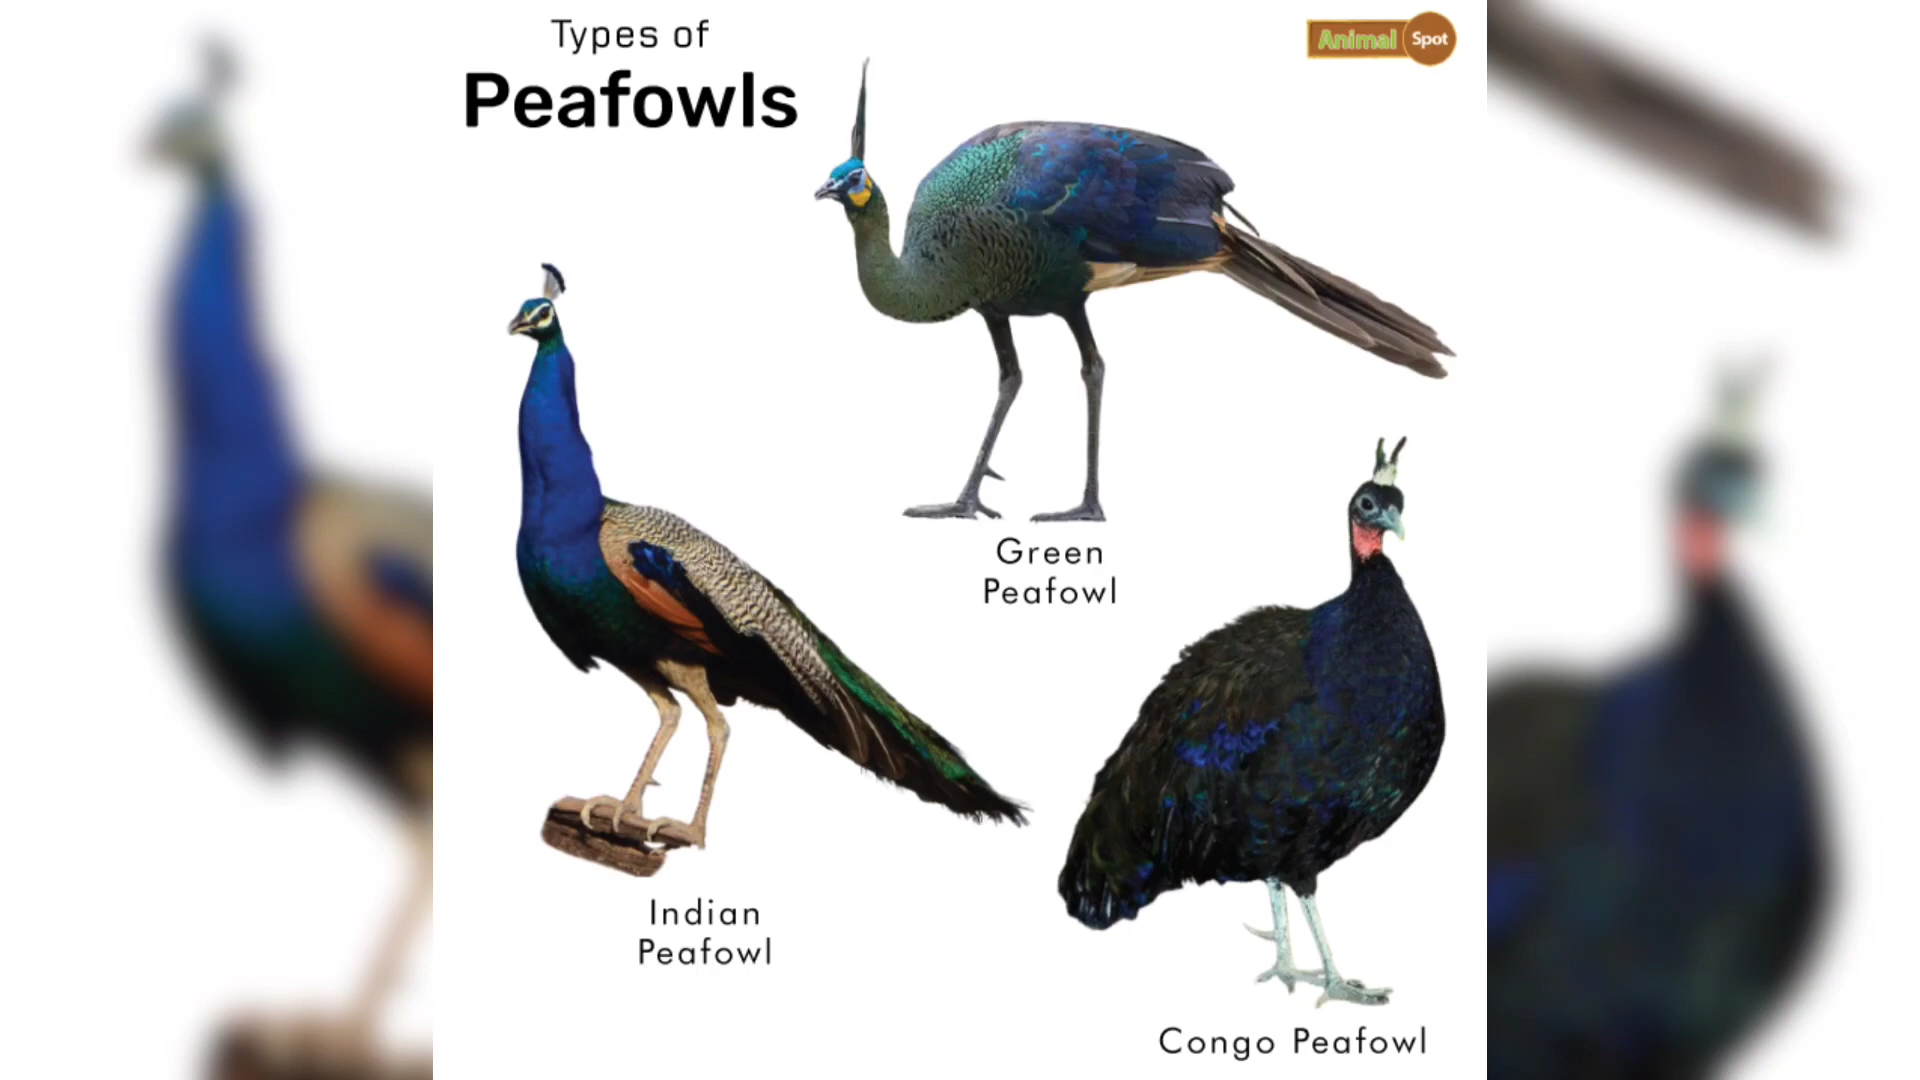 Types of
Peafowls
Animal Spot
Green
Peafowl
Indian
Peafowl
Congo Peafowl